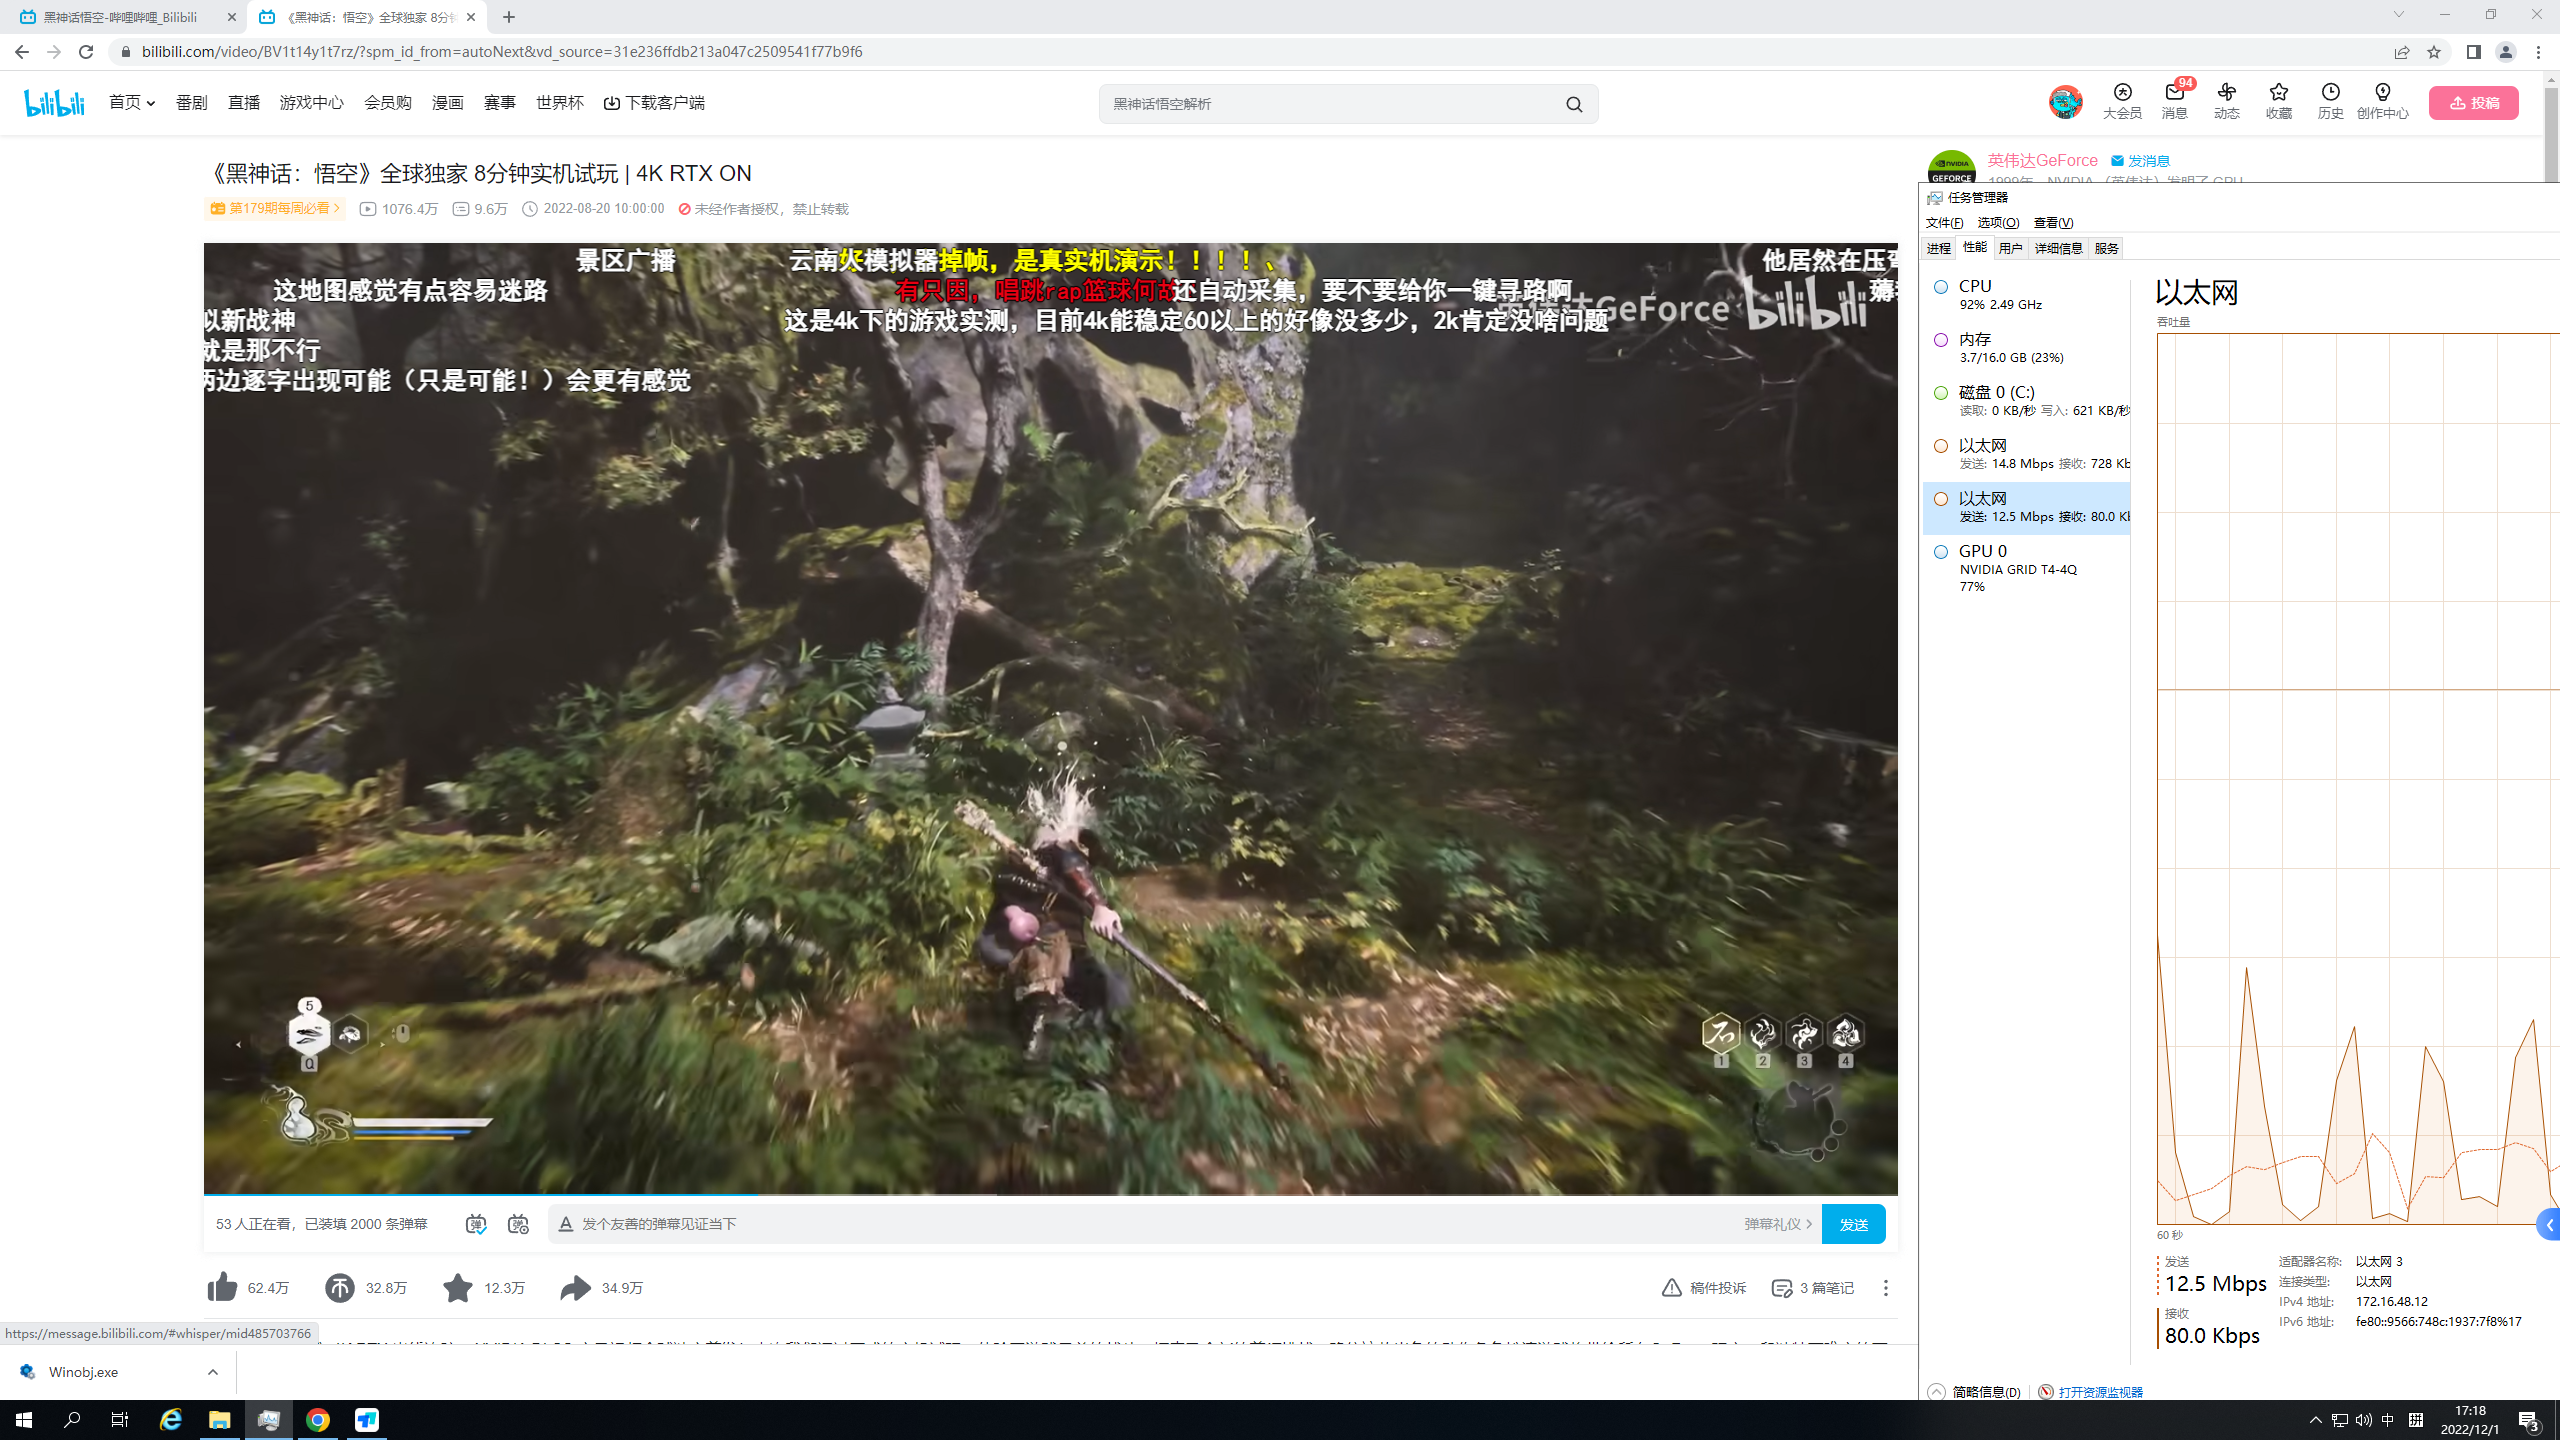 黑神话悟空-哔哩哔哩_Bilibili
《黑神话：悟空》全球独家 8分钟
bilibili.com/video/BV1t14y1t7rz/?spm_id_from=autoNext&vd_source=31e236ffdb213a047c2509541f77b9f6
bilibili 首页 番剧 直播 游戏中心 会员购 漫画 赛事 世界杯 下载客户端
黑神话悟空解析
94
大会员 消息 动态 收藏 历史 创作中心 投稿
《黑神话：悟空》全球独家 8分钟实机试玩 | 4K RTX ON
第179期每周必看 1076.4万 9.6万 2022-08-20 10:00:00 未经作者授权，禁止转载
NVIDIA
GEFORCE
英伟达GeForce 发消息
1999年，NVIDIA（英伟达）发明了 GPU
景区广播
云南火模拟器
掉帧，是真实机演示！！！！、
他居然在压弯
这地图感觉有点容易迷路
有只因，唱跳rap篮球何故
还自动采集，要不要给你一键寻路啊
以新战神
这是4k下的游戏实测，目前4k能稳定60以上的好像没多少，2k肯定没啥问题
GeForce bilibili
就是那不行
两边逐字出现可能（只是可能！）会更有感觉
5
Q
1 2 3 4
53 人正在看，已装填 2000 条弹幕
发个友善的弹幕见证当下
弹幕礼仪
发送
62.4万 32.8万 12.3万 34.9万
稿件投诉 3 篇笔记
https://message.bilibili.com/#whisper/mid485703766
Winobj.exe
任务管理器
文件(F) 选项(O) 查看(V)
进程 性能 用户 详细信息 服务
CPU
92% 2.49 GHz
内存
3.7/16.0 GB (23%)
磁盘 0 (C:)
读取: 0 KB/秒 写入: 621 KB/秒
以太网
发送: 14.8 Mbps 接收: 728 Kb
以太网
发送: 12.5 Mbps 接收: 80.0 Kb
GPU 0
NVIDIA GRID T4-4Q
77%
以太网
吞吐量
60 秒
发送
12.5 Mbps
接收
80.0 Kbps
适配器名称: 以太网 3
连接类型: 以太网
IPv4 地址: 172.16.48.12
IPv6 地址: fe80::9566:748c:1937:7f8%17
简略信息(D) 打开资源监视器
中
拼
17:18
2022/12/1
3